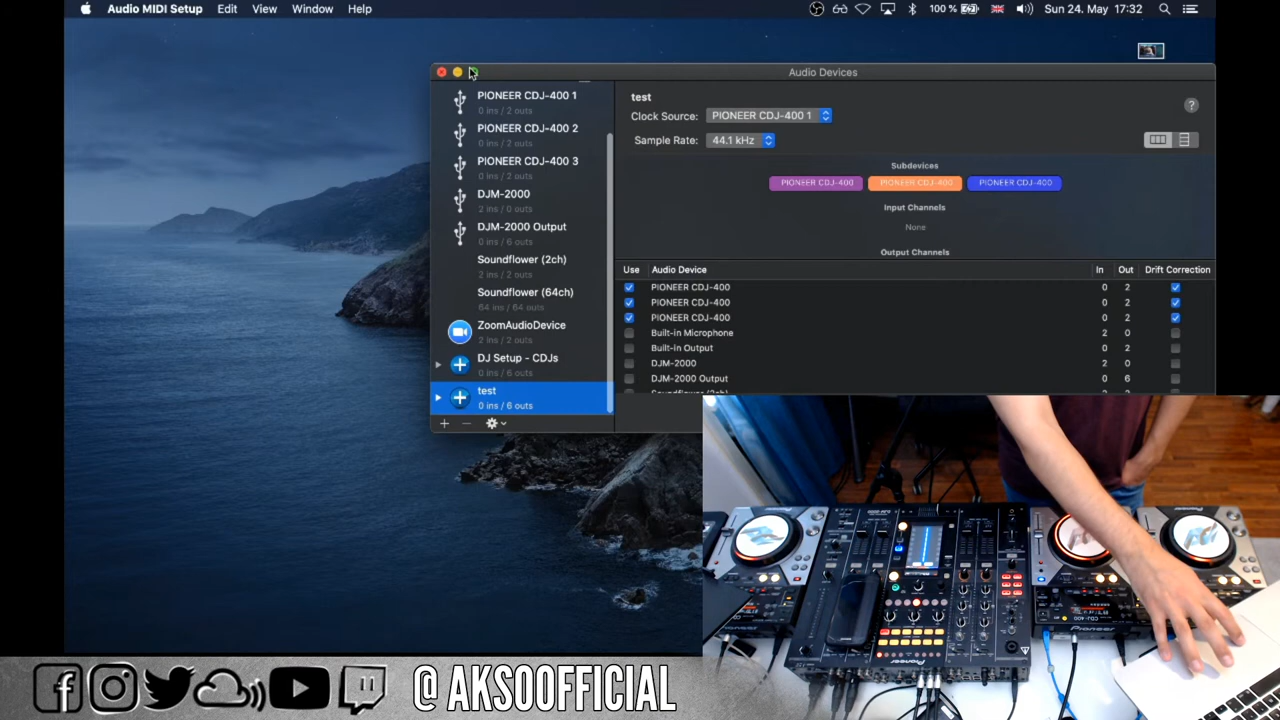 Audio MIDI Setup Edit View Window Help 100 % Sun 24. May 17:32
Audio Devices
PIONEER CDJ-400 1
0 ins / 2 outs
PIONEER CDJ-400 2
0 ins / 2 outs
PIONEER CDJ-400 3
0 ins / 2 outs
DJM-2000
2 ins / 0 outs
DJM-2000 Output
0 ins / 6 outs
Soundflower (2ch)
2 ins / 2 outs
Soundflower (64ch)
64 ins / 64 outs
ZoomAudioDevice
2 ins / 2 outs
DJ Setup - CDJs
0 ins / 6 outs
test
0 ins / 6 outs
test
Clock Source: PIONEER CDJ-400 1
?
Sample Rate: 44.1 kHz
Subdevices
PIONEER CDJ-400 PIONEER CDJ-400 PIONEER CDJ-400
Input Channels
None
Output Channels
Use Audio Device In Out Drift Correction
PIONEER CDJ-400 0 2
PIONEER CDJ-400 0 2
PIONEER CDJ-400 0 2
Built-in Microphone 2 0
Built-in Output 0 2
DJM-2000 2 0
DJM-2000 Output 0 6
Pioneer
Pioneer
@ AKSOOFFICIAL